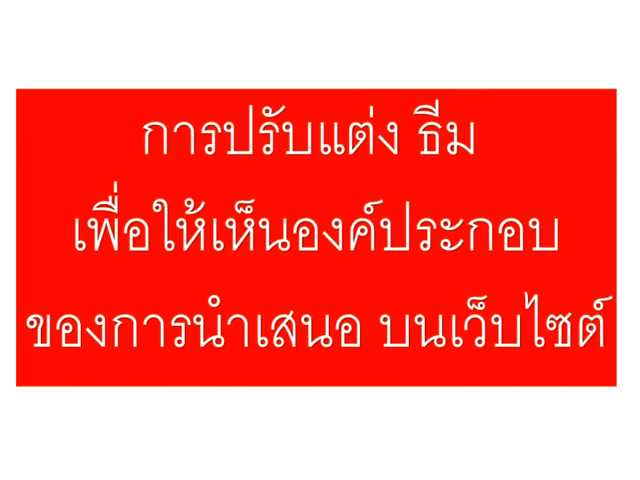 การปรับแต่ง ธีม
เพื่อให้เห็นองค์ประกอบ
ของการนำเสนอ บนเว็บไซต์